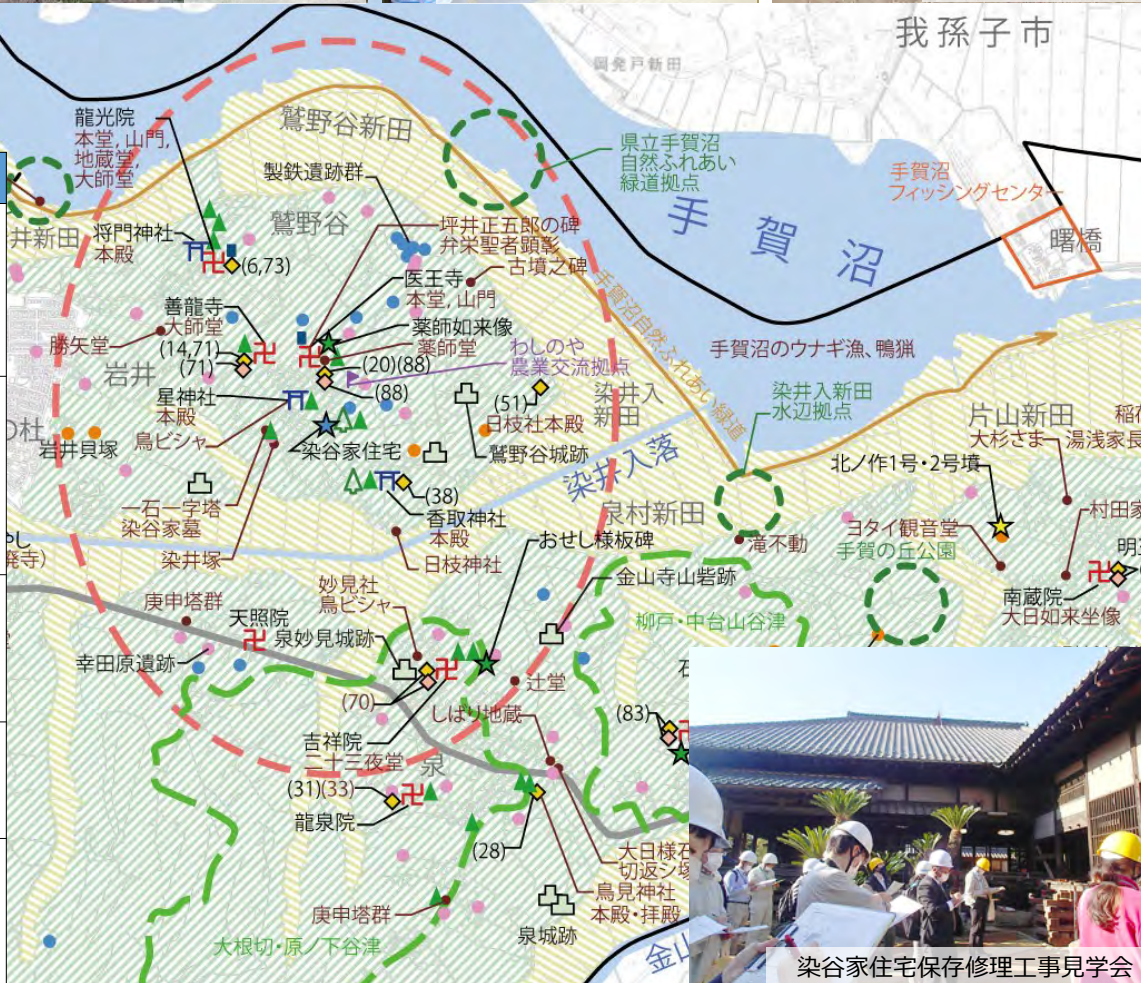 我孫子市
岡発戸新田
龍光院
本堂, 山門,
地蔵堂,
大師堂
鷲野谷新田
県立手賀沼
自然ふれあい
緑道拠点
手賀沼
フィッシングセンター
製鉄遺跡群
鷲野谷
坪井正五郎の碑
弁栄聖者顕彰
手賀沼
曙橋
井新田
将門神社
本殿
(6,73)
古墳之碑
医王寺
本堂, 山門
手賀沼自然ふれあい緑道
善龍寺
大師堂
勝矢堂
(14,71)
(71)
岩井
薬師如来像
薬師堂
(20)(88)
(88)
わしのや
農業交流拠点
手賀沼のウナギ漁、鴨猟
星神社
本殿
鳥ビシャ
(51)
日枝社本殿
染井入
新田
染井入新田
水辺拠点
片山新田
大杉さま
湯浅家長
の杜
岩井貝塚
染谷家住宅
鷲野谷城跡
染井入落
北ノ作1号・2号墳
一石一字塔
染谷家墓
(38)
香取神社
本殿
泉村新田
村田家
ヨタイ観音堂
手賀の丘公園
染井塚
日枝神社
おせし様板碑
滝不動
金山寺山砦跡
南蔵院
大日如来坐像
庚申塔群
天照院
妙見社
鳥ビシャ
泉妙見城跡
柳戸・中台山谷津
幸田原遺跡
(70)
辻堂
しばり地蔵
(83)
吉祥院
二十三夜堂
泉
(31)(33)
龍泉院
(28)
大日様石
切返シ塚
鳥見神社
本殿・拝殿
庚申塔群
大根切・原ノ下谷津
泉城跡
金山
染谷家住宅保存修理工事見学会